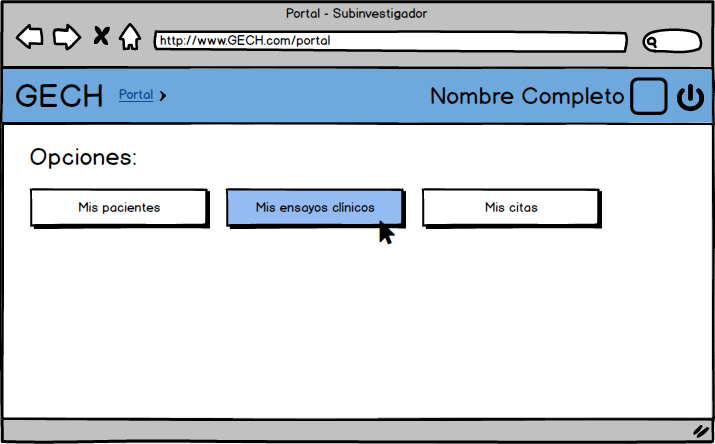 Portal - Subinvestigador
http://www.GECH.com/portal
GECH Portal Nombre Completo
Opciones:
Mis pacientes Mis ensayos clínicos Mis citas